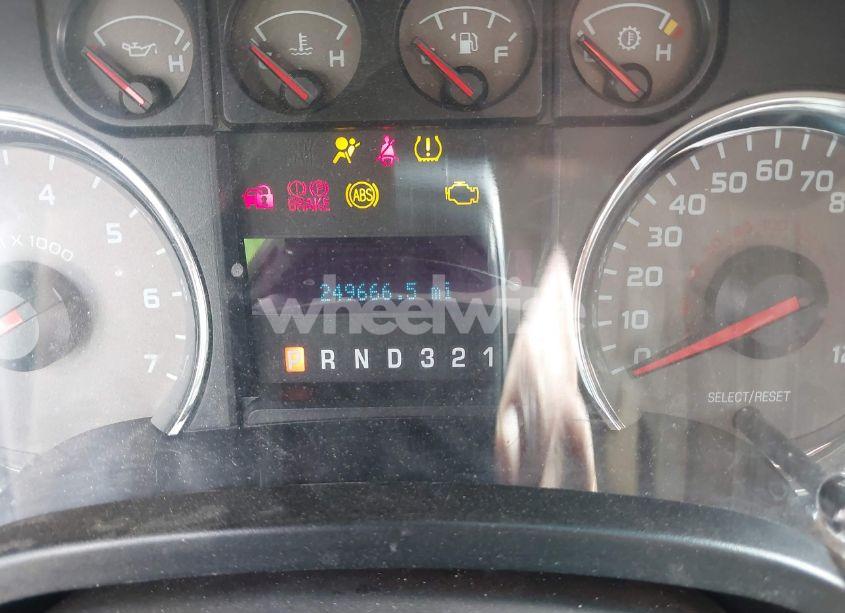 H
H
F
H
4
5
6
7
X 1000
BRAKE
ABS
249666.5 mi
wheelwise
P R N D 3 2 1
0
10
20
30
40
50
60
70
SELECT/RESET